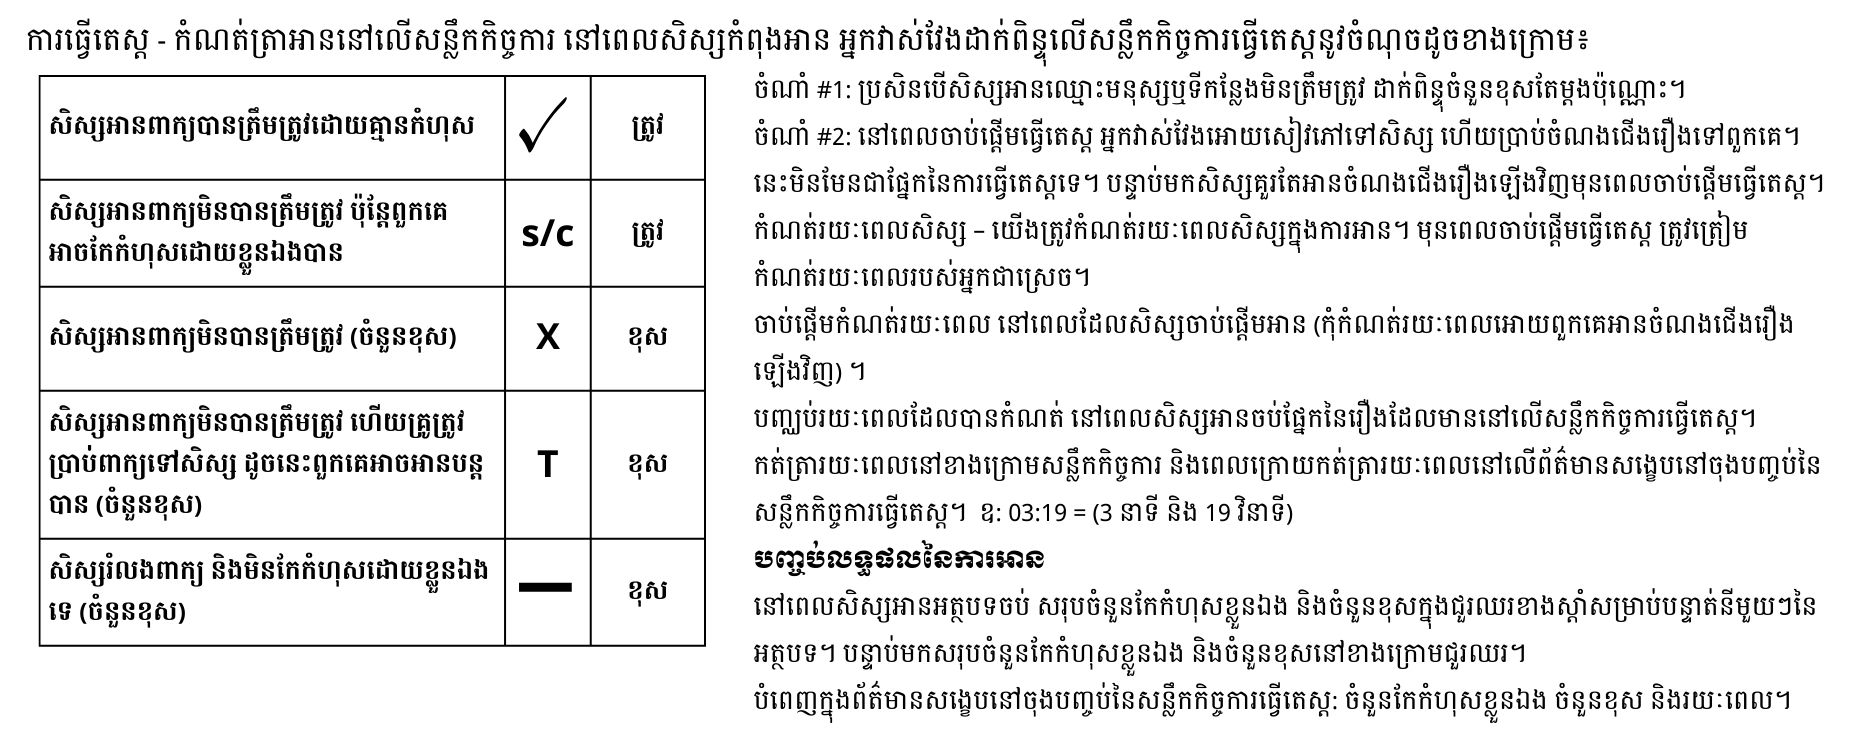 ការធ្វើតេស្ត - កំណត់ត្រាអាននៅលើសន្លឹកកិច្ចការ នៅពេលសិស្សកំពុងអាន អ្នកវាស់វែងដាក់ពិន្ទុលើសន្លឹកកិច្ចការធ្វើតេស្តនូវចំណុចដូចខាងក្រោម៖
សិស្សអានពាក្យបានត្រឹមត្រូវដោយគ្មានកំហុស ✓ ត្រូវ
សិស្សអានពាក្យមិនបានត្រឹមត្រូវ ប៉ុន្តែពួកគេ
អាចកែកំហុសដោយខ្លួនឯងបាន s/c ត្រូវ
សិស្សអានពាក្យមិនបានត្រឹមត្រូវ (ចំនួនខុស) X ខុស
សិស្សអានពាក្យមិនបានត្រឹមត្រូវ ហើយគ្រូត្រូវ
ប្រាប់ពាក្យទៅសិស្ស ដូចនេះពួកគេអាចអានបន្ត T ខុស
បាន (ចំនួនខុស)
សិស្សរំលងពាក្យ និងមិនកែកំហុសដោយខ្លួនឯង
ទេ (ចំនួនខុស) — ខុស
ចំណាំ #1: ប្រសិនបើសិស្សអានឈ្មោះមនុស្សឬទីកន្លែងមិនត្រឹមត្រូវ ដាក់ពិន្ទុចំនួនខុសតែម្តងប៉ុណ្ណោះ។
ចំណាំ #2: នៅពេលចាប់ផ្តើមធ្វើតេស្ត អ្នកវាស់វែងអោយសៀវភៅទៅសិស្ស ហើយប្រាប់ចំណងជើងរឿងទៅពួកគេ។
នេះមិនមែនជាផ្នែកនៃការធ្វើតេស្តទេ។ បន្ទាប់មកសិស្សគួរតែអានចំណងជើងរឿងឡើងវិញមុនពេលចាប់ផ្តើមធ្វើតេស្ត។
កំណត់រយៈពេលសិស្ស – យើងត្រូវកំណត់រយៈពេលសិស្សក្នុងការអាន។ មុនពេលចាប់ផ្តើមធ្វើតេស្ត ត្រូវត្រៀម
កំណត់រយៈពេលរបស់អ្នកជាស្រេច។
ចាប់ផ្តើមកំណត់រយៈពេល នៅពេលដែលសិស្សចាប់ផ្តើមអាន (កុំកំណត់រយៈពេលអោយពួកគេអានចំណងជើងរឿង
ឡើងវិញ) ។
បញ្ឈប់រយៈពេលដែលបានកំណត់ នៅពេលសិស្សអានចប់ផ្នែកនៃរឿងដែលមាននៅលើសន្លឹកកិច្ចការធ្វើតេស្ត។
កត់ត្រារយៈពេលនៅខាងក្រោមសន្លឹកកិច្ចការ និងពេលក្រោយកត់ត្រារយៈពេលនៅលើព័ត៌មានសង្ខេបនៅចុងបញ្ចប់នៃ
សន្លឹកកិច្ចការធ្វើតេស្ត។ ឧ: 03:19 = (3 នាទី និង 19 វិនាទី)
បញ្ចប់លទ្ធផលនៃការអាន
នៅពេលសិស្សអានអត្ថបទចប់ សរុបចំនួនកែកំហុសខ្លួនឯង និងចំនួនខុសក្នុងជួរឈរខាងស្តាំសម្រាប់បន្ទាត់នីមួយៗនៃ
អត្ថបទ។ បន្ទាប់មកសរុបចំនួនកែកំហុសខ្លួនឯង និងចំនួនខុសនៅខាងក្រោមជួរឈរ។
បំពេញក្នុងព័ត៌មានសង្ខេបនៅចុងបញ្ចប់នៃសន្លឹកកិច្ចការធ្វើតេស្ត: ចំនួនកែកំហុសខ្លួនឯង ចំនួនខុស និងរយៈពេល។